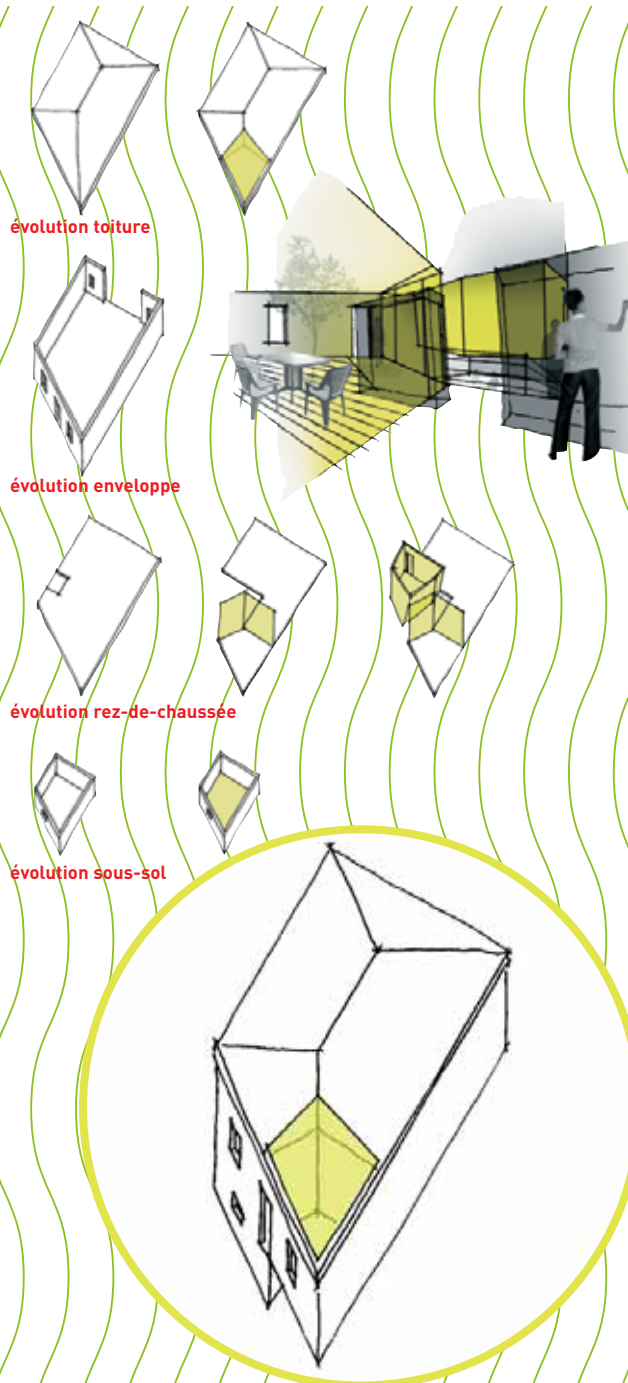 évolution toiture
évolution enveloppe
évolution rez-de-chaussée
évolution sous-sol